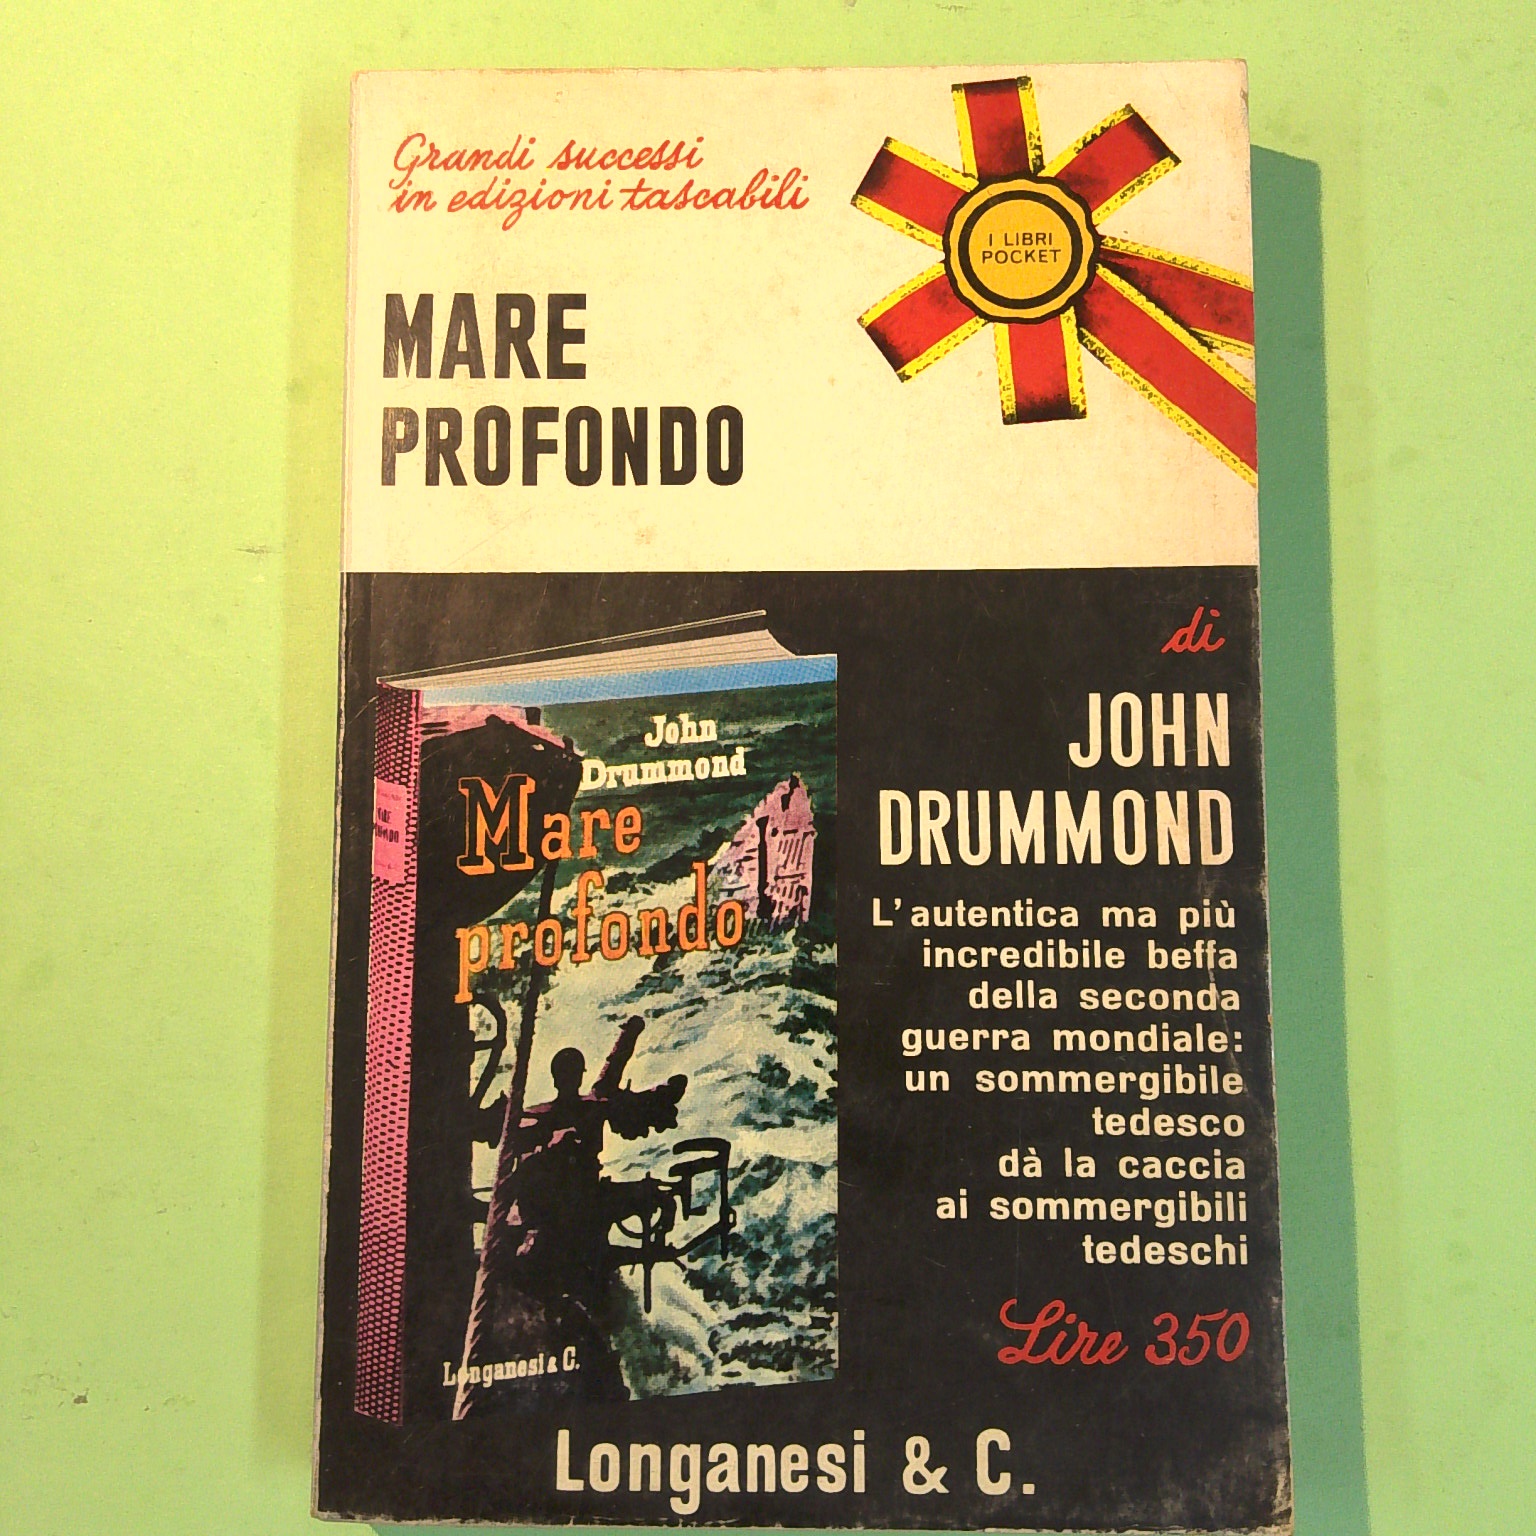 Grandi successi
in edizioni tascabili
I LIBRI
POCKET
MARE
PROFONDO
di
JOHN
DRUMMOND
John
Drummond
Mare
profondo
MARE
Longanesi & C.
L'autentica ma più
incredibile beffa
della seconda
guerra mondiale:
un sommergibile
tedesco
dà la caccia
ai sommergibili
tedeschi
Lire 350
Longanesi & C.